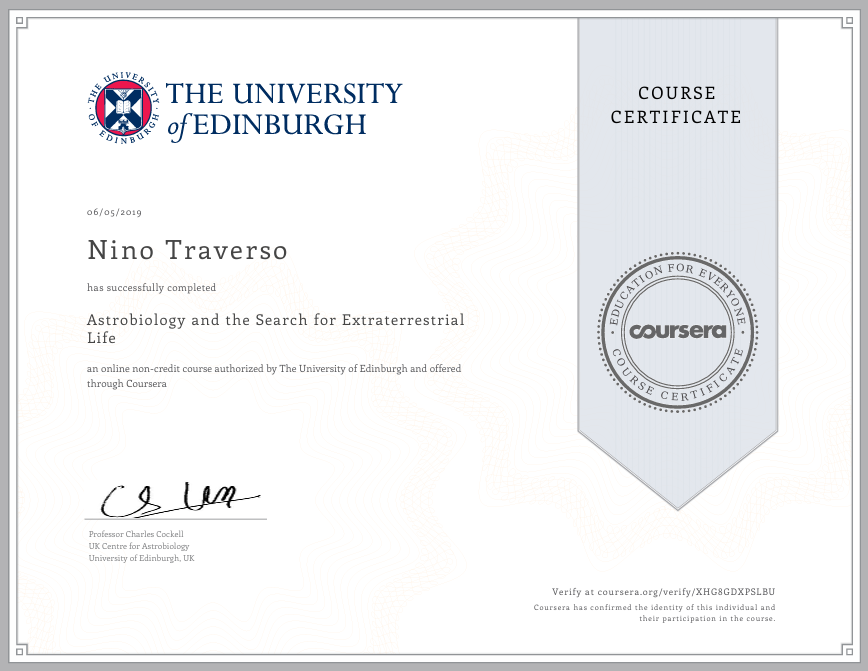 THE UNIVERSITY OF EDINBURGH
THE UNIVERSITY
of EDINBURGH
COURSE
CERTIFICATE
06/05/2019
Nino Traverso
has successfully completed
Astrobiology and the Search for Extraterrestrial
Life
an online non-credit course authorized by The University of Edinburgh and offered
through Coursera
EDUCATION FOR EVERYONE
coursera
COURSE CERTIFICATE
Professor Charles Cockell
UK Centre for Astrobiology
University of Edinburgh, UK
Verify at coursera.org/verify/XHG8GDXPSLBU
Coursera has confirmed the identity of this individual and
their participation in the course.